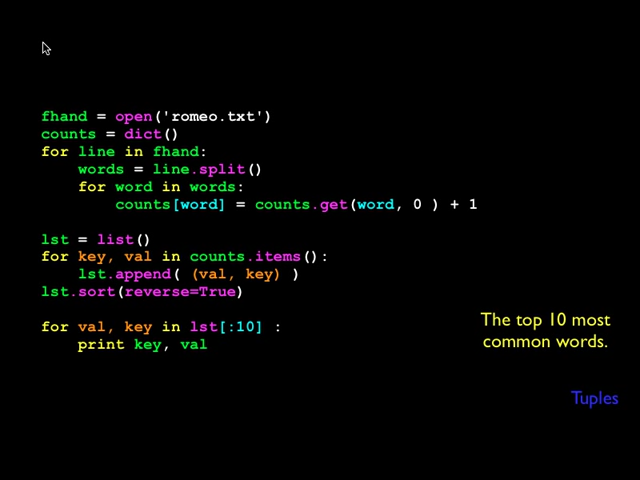 fhand = open('romeo.txt')
counts = dict()
for line in fhand:
    words = line.split()
    for word in words:
        counts[word] = counts.get(word, 0 ) + 1

lst = list()
for key, val in counts.items():
    lst.append( (val, key) )
lst.sort(reverse=True)

for val, key in lst[:10] :
    print key, val
The top 10 most
common words.
Tuples